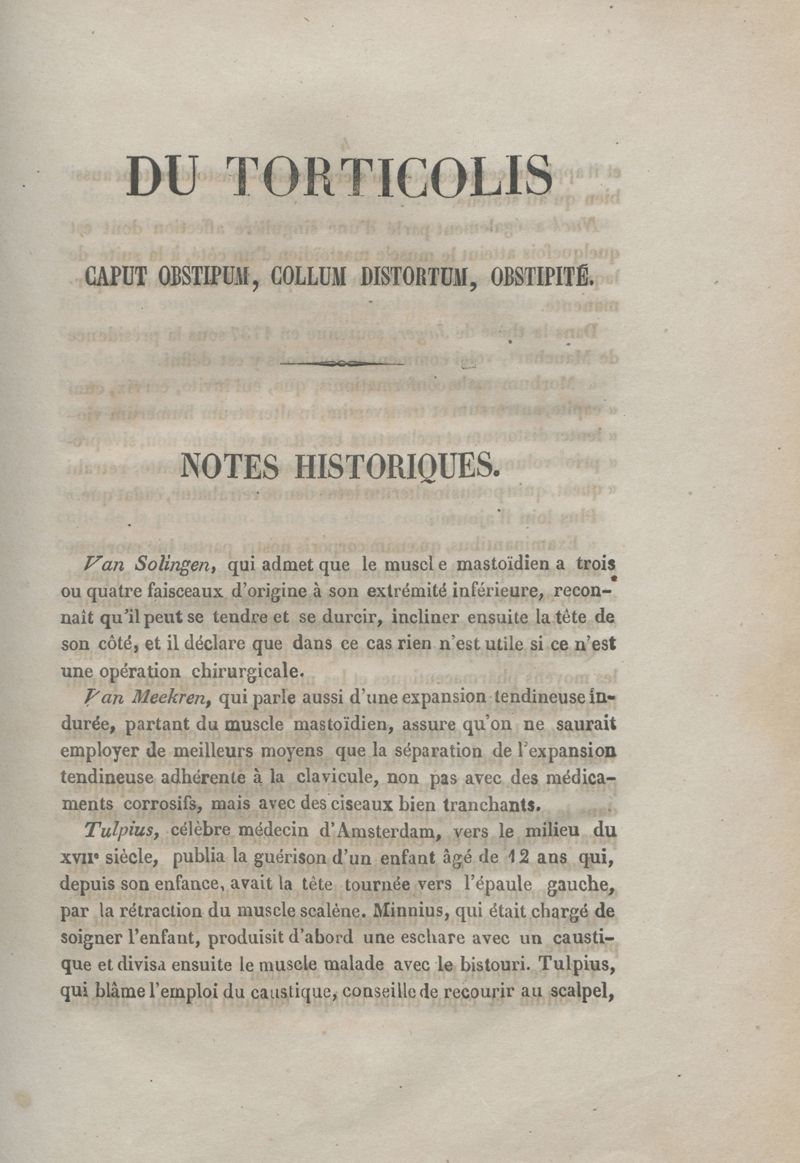 DU TORTICOLIS
CAPUT OBSTIPUM, COLLUM DISTORTUM, OBSTIPITÉ.
NOTES HISTORIQUES.
Van Solingen, qui admet que le muscle mastoïdien a trois
ou quatre faisceaux d'origine à son extrémité inférieure, recon-
naît qu'il peut se tendre et se durcir, incliner ensuite la tête de
son côté, et il déclare que dans ce cas rien n'est utile si ce n'est
une opération chirurgicale.
Van Meekren, qui parle aussi d'une expansion tendineuse in-
durée, partant du muscle mastoïdien, assure qu'on ne saurait
employer de meilleurs moyens que la séparation de l'expansion
tendineuse adhérente à la clavicule, non pas avec des médica-
ments corrosifs, mais avec des ciseaux bien tranchants.
Tulpius, célèbre médecin d'Amsterdam, vers le milieu du
XVIIe siècle, publia la guérison d'un enfant âgé de 12 ans qui,
depuis son enfance, avait la tête tournée vers l'épaule gauche,
par la rétraction du muscle scalène. Minnius, qui était chargé de
soigner l'enfant, produisit d'abord une eschare avec un causti-
que et divisa ensuite le muscle malade avec le bistouri. Tulpius,
qui blâme l'emploi du caustique, conseille de recourir au scalpel,